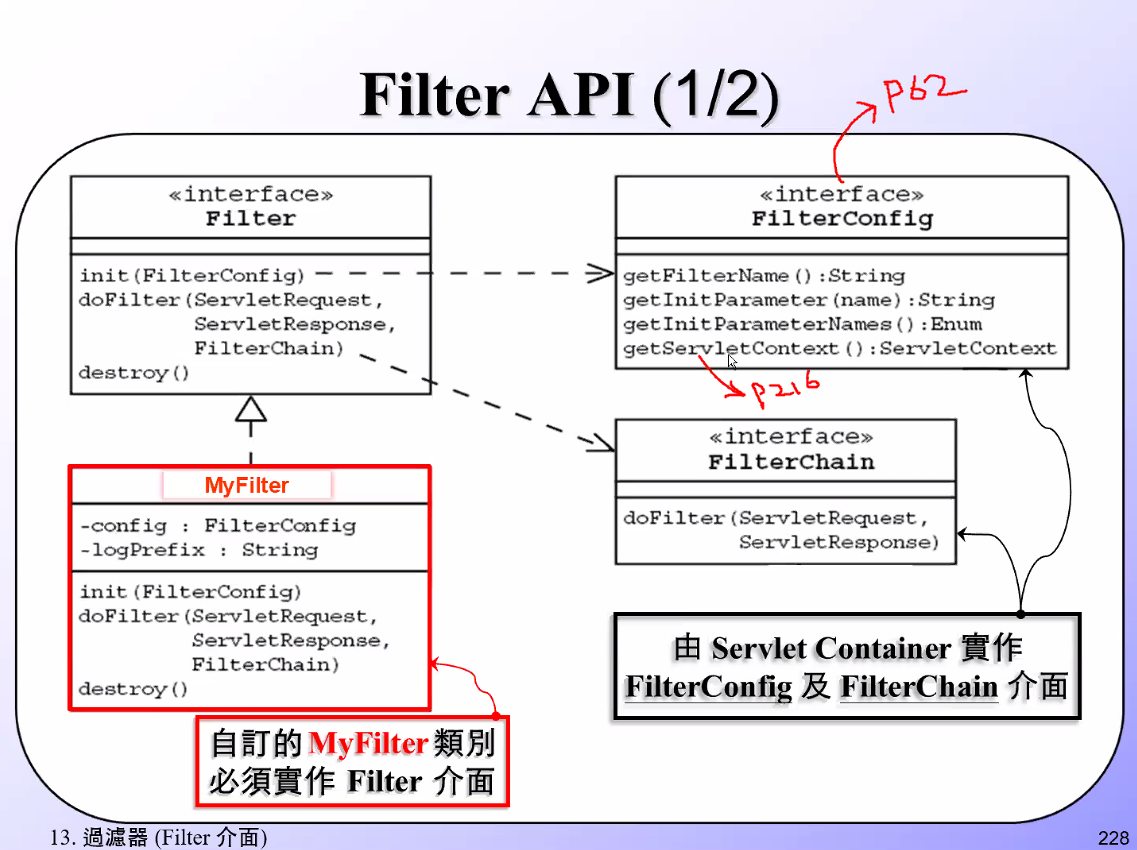 Filter API (1/2)
p62
«interface»
Filter
init(FilterConfig)
doFilter(ServletRequest,
ServletResponse,
FilterChain)
destroy()
«interface»
FilterConfig
getFilterName():String
getInitParameter(name):String
getInitParameterNames():Enum
getServletContext():ServletContext
p216
«interface»
FilterChain
doFilter(ServletRequest,
ServletResponse)
MyFilter
-config : FilterConfig
-logPrefix : String
init(FilterConfig)
doFilter(ServletRequest,
ServletResponse,
FilterChain)
destroy()
由 Servlet Container 實作
FilterConfig 及 FilterChain 介面
自訂的 MyFilter 類別
必須實作 Filter 介面
13. 過濾器 (Filter 介面)
228